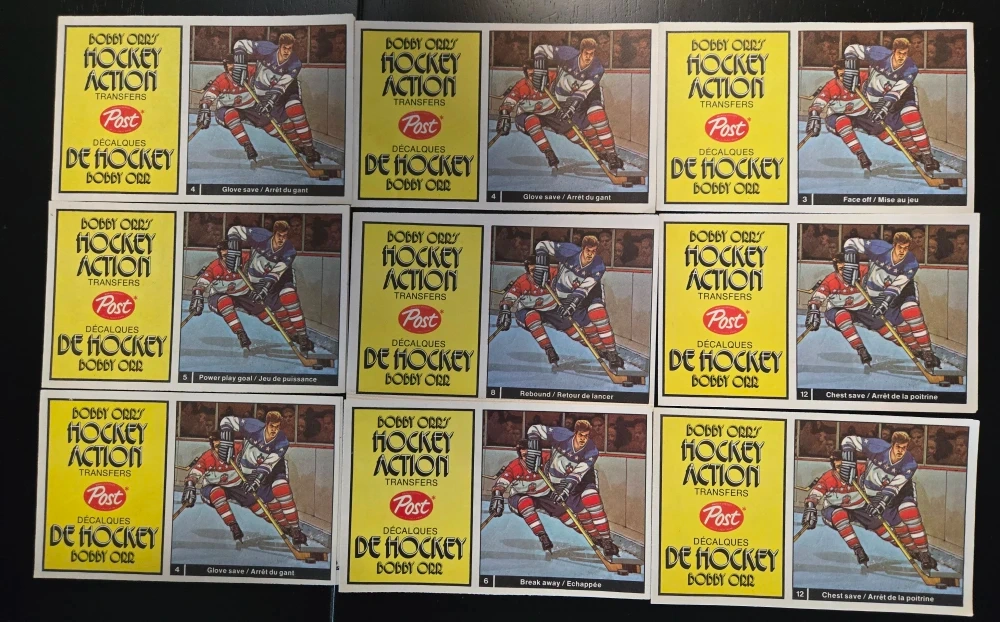 BOBBY ORR'S
HOCKEY
ACTION
TRANSFERS
Post
DÉCALQUES
DE HOCKEY
BOBBY ORR
4 Glove save / Arrêt du gant
BOBBY ORR'S
HOCKEY
ACTION
TRANSFERS
Post
DÉCALQUES
DE HOCKEY
BOBBY ORR
4 Glove save / Arrêt du gant
BOBBY ORR'S
HOCKEY
ACTION
TRANSFERS
Post
DÉCALQUES
DE HOCKEY
BOBBY ORR
3 Face off / Mise au jeu
BOBBY ORR'S
HOCKEY
ACTION
TRANSFERS
Post
DÉCALQUES
DE HOCKEY
BOBBY ORR
5 Power play goal / Jeu de puissance
BOBBY ORR'S
HOCKEY
ACTION
TRANSFERS
Post
DÉCALQUES
DE HOCKEY
BOBBY ORR
8 Rebound / Retour de lancer
BOBBY ORR'S
HOCKEY
ACTION
TRANSFERS
Post
DÉCALQUES
DE HOCKEY
BOBBY ORR
12 Chest save / Arrêt de la poitrine
BOBBY ORR'S
HOCKEY
ACTION
TRANSFERS
Post
DÉCALQUES
DE HOCKEY
BOBBY ORR
4 Glove save / Arrêt du gant
BOBBY ORR'S
HOCKEY
ACTION
TRANSFERS
Post
DÉCALQUES
DE HOCKEY
BOBBY ORR
6 Break away / Echappée
BOBBY ORR'S
HOCKEY
ACTION
TRANSFERS
Post
DÉCALQUES
DE HOCKEY
BOBBY ORR
12 Chest save / Arrêt de la poitrine